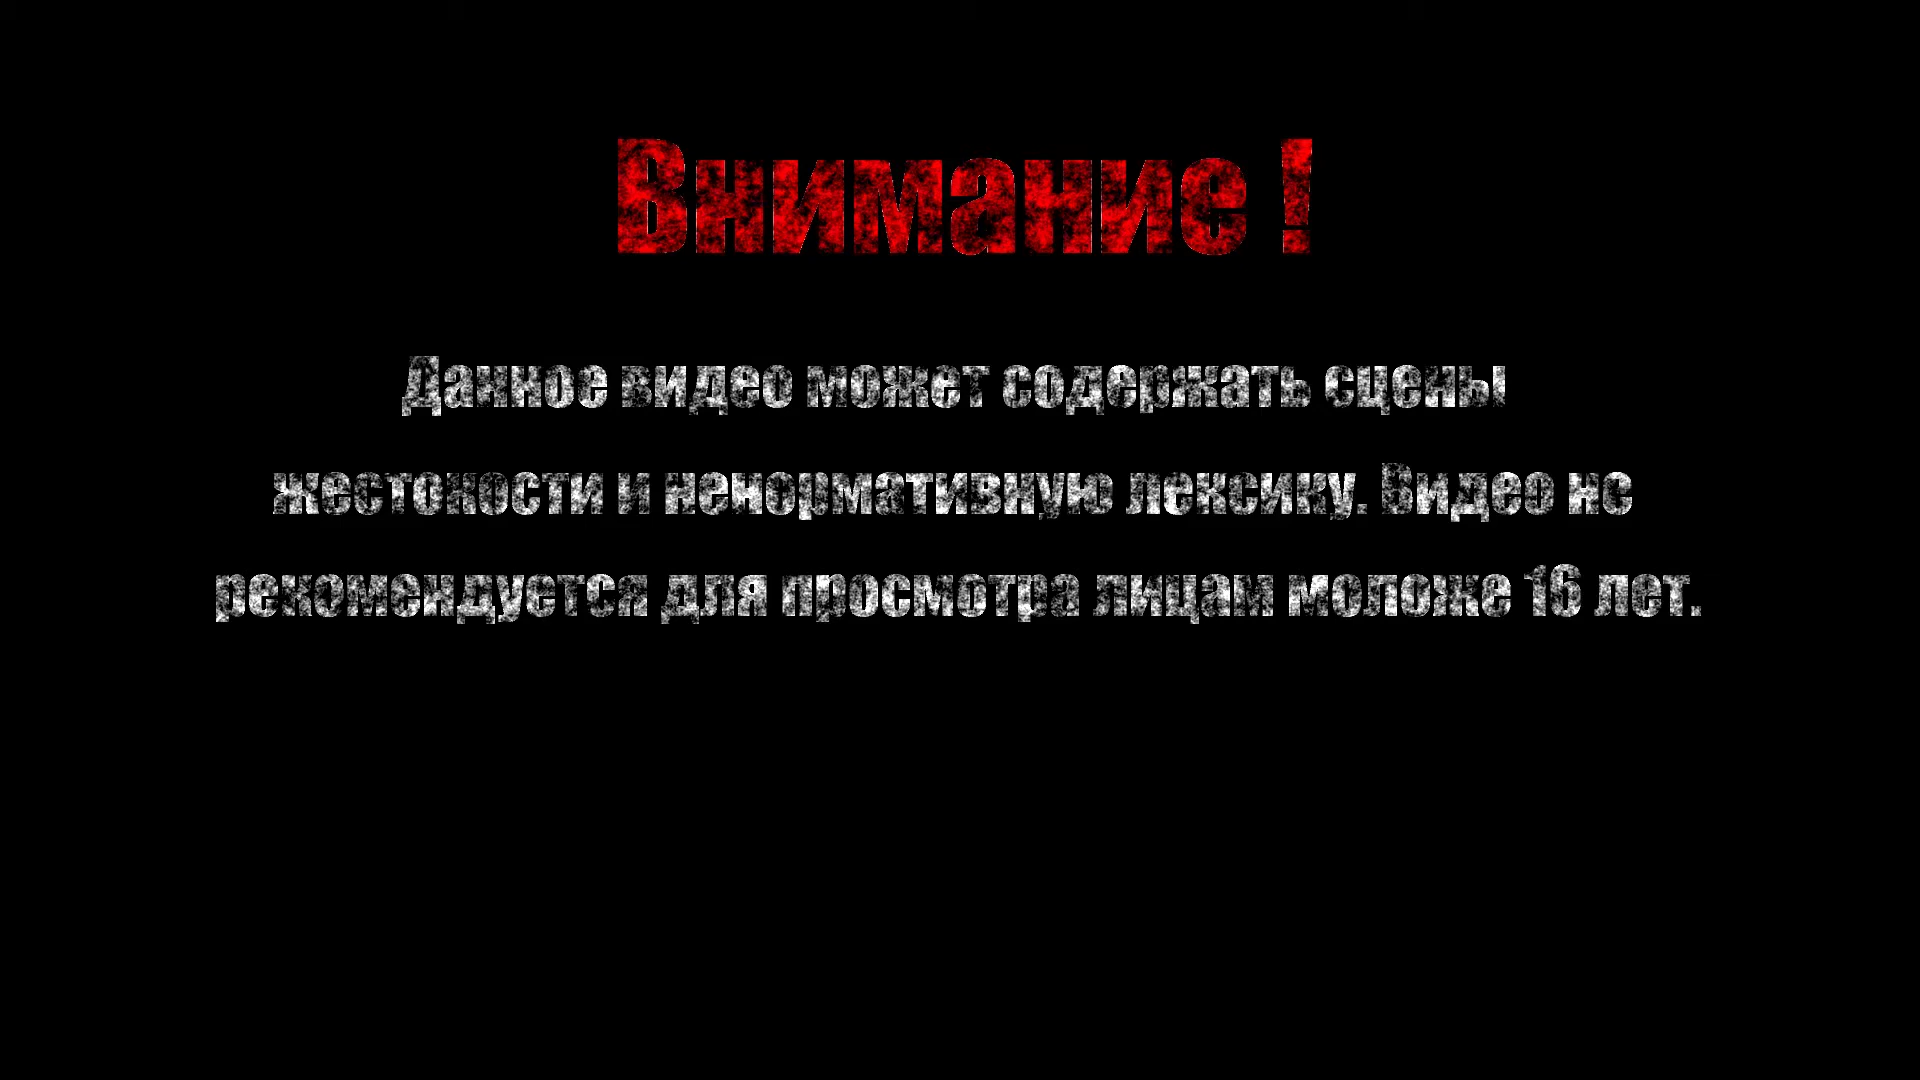 Внимание !
Данное видео может содержать сцены
жестокости и ненормативную лексику. Видео не
рекомендуется для просмотра лицам моложе 16 лет.